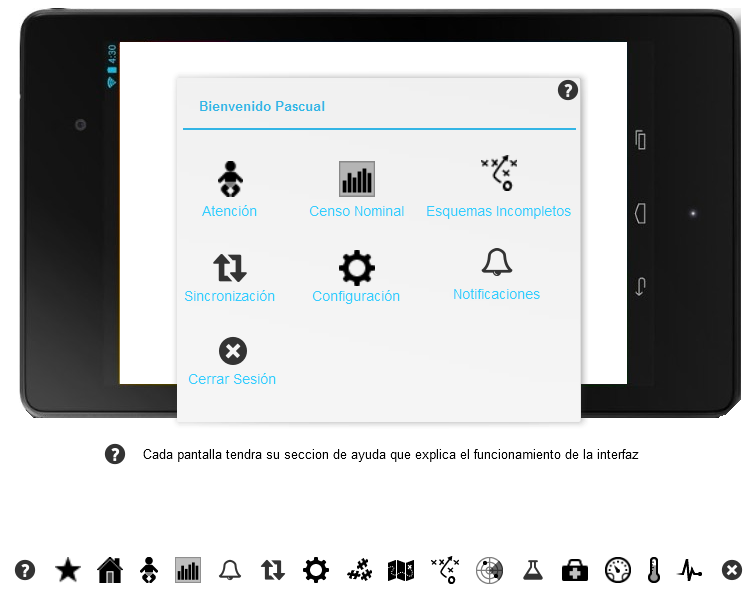 4:30
Bienvenido Pascual
Atención
Censo Nominal
Esquemas Incompletos
Sincronización
Configuración
Notificaciones
Cerrar Sesión
Cada pantalla tendra su seccion de ayuda que explica el funcionamiento de la interfaz